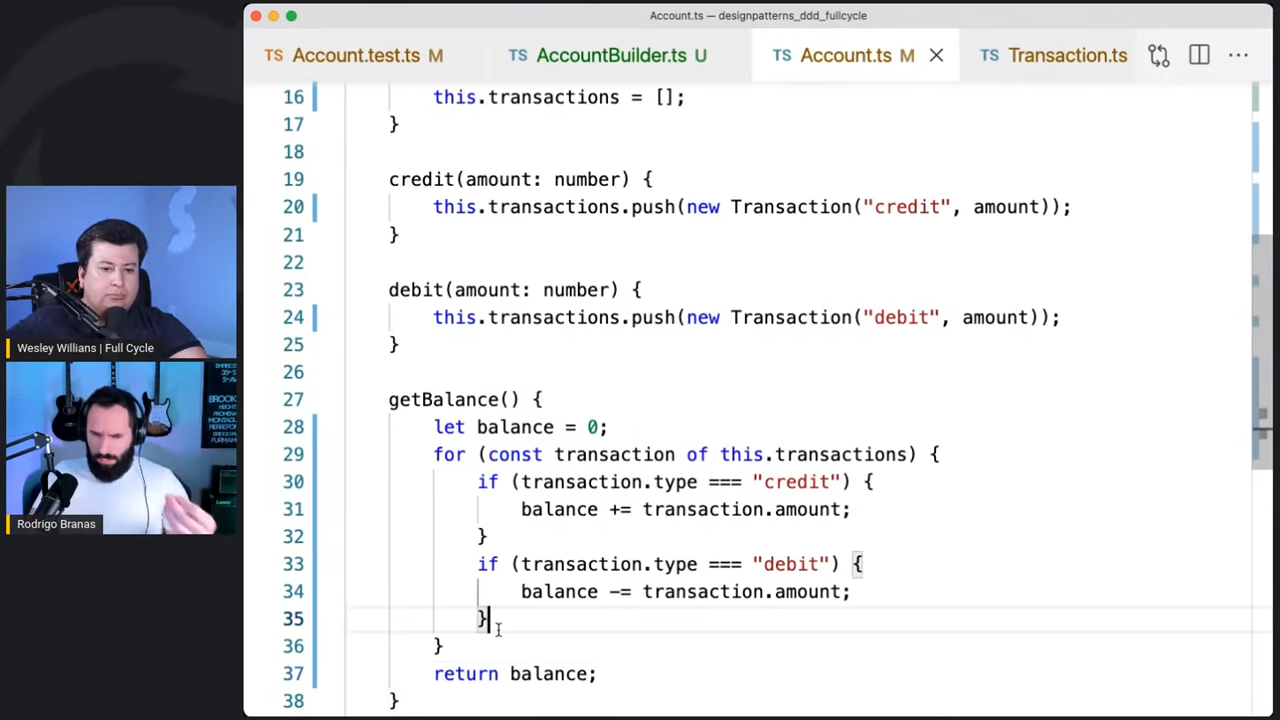 Account.ts — designpatterns_ddd_fullcycle
TS Account.test.ts M
TS AccountBuilder.ts U
TS Account.ts M
TS Transaction.ts
16 this.transactions = [];
17 }
18
19 credit(amount: number) {
20 this.transactions.push(new Transaction("credit", amount));
21 }
22
23 debit(amount: number) {
24 this.transactions.push(new Transaction("debit", amount));
25 }
26
27 getBalance() {
28 let balance = 0;
29 for (const transaction of this.transactions) {
30 if (transaction.type === "credit") {
31 balance += transaction.amount;
32 }
33 if (transaction.type === "debit") {
34 balance -= transaction.amount;
35 }
36 }
37 return balance;
38 }
Wesley Willians | Full Cycle
Rodrigo Branas